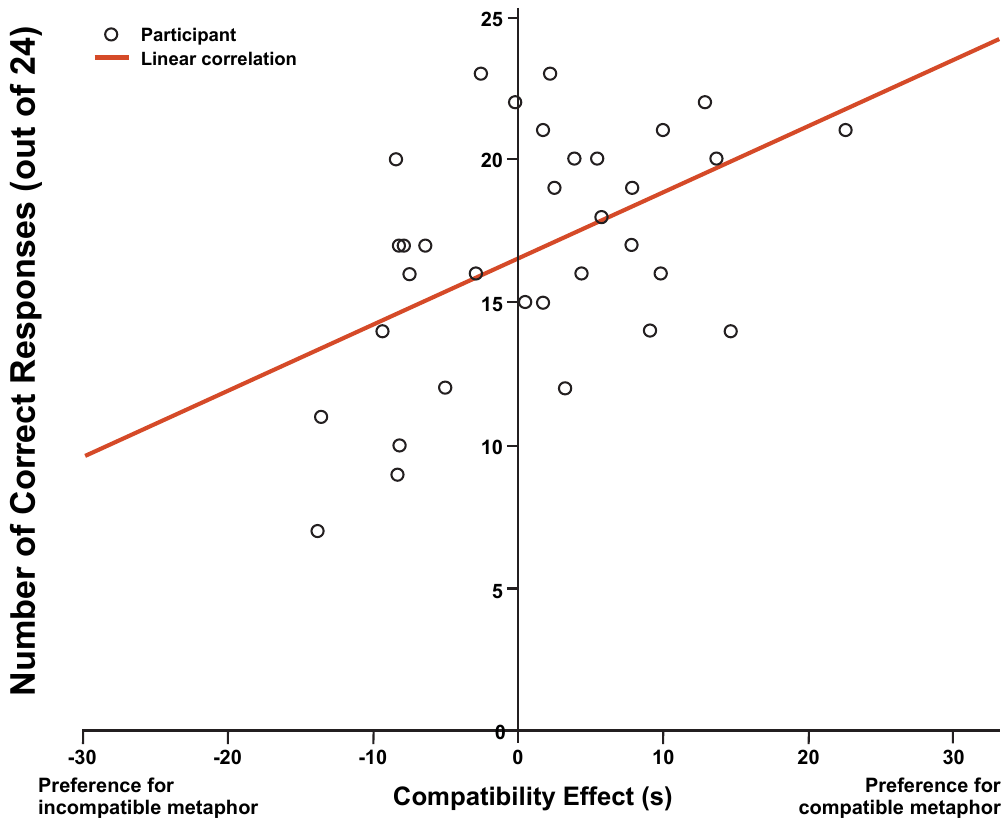 Number of Correct Responses (out of 24)
Participant
Linear correlation
25
20
15
10
5
0
-30
-20
-10
0
10
20
30
Preference for
incompatible metaphor
Compatibility Effect (s)
Preference for
compatible metaphor